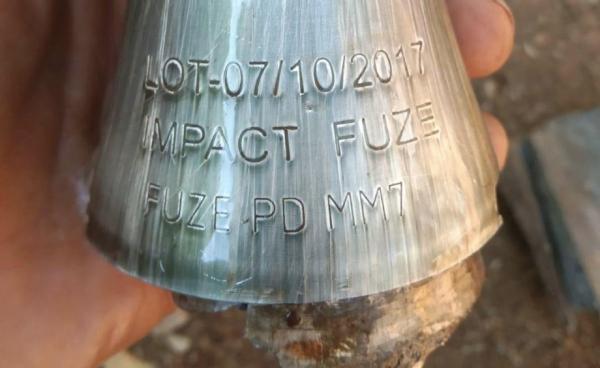 LOT-07/10/2017
IMPACT FUZE
FUZE PD MM7